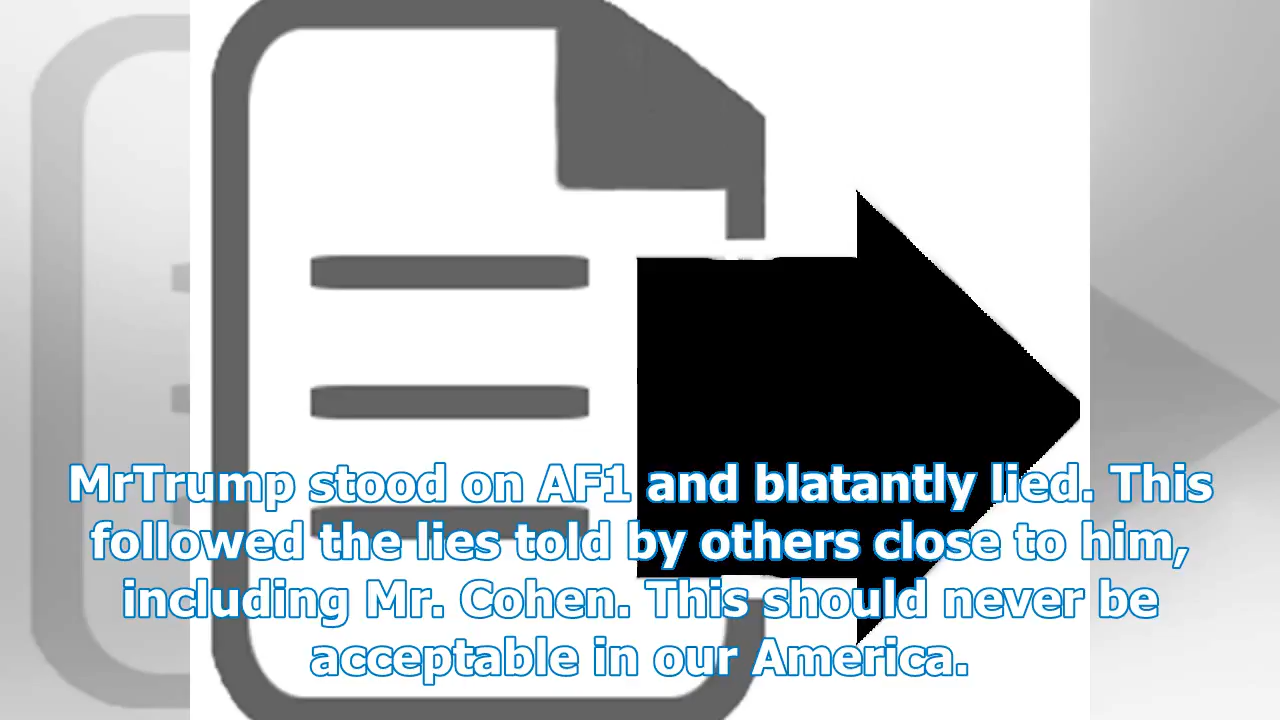 MrTrump stood on AF1 and blatantly lied. This
followed the lies told by others close to him,
including Mr. Cohen. This should never be
acceptable in our America.